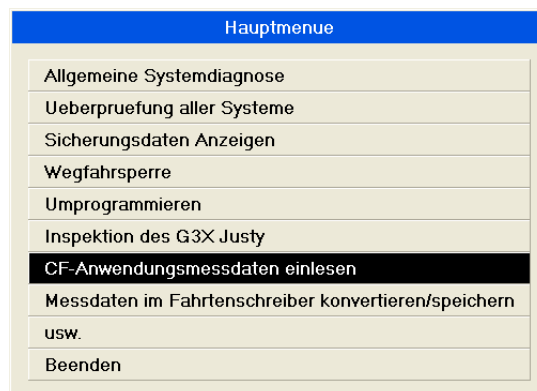 Hauptmenue
Allgemeine Systemdiagnose
Ueberpruefung aller Systeme
Sicherungsdaten Anzeigen
Wegfahrsperre
Umprogrammieren
Inspektion des G3X Justy
CF-Anwendungsmessdaten einlesen
Messdaten im Fahrtenschreiber konvertieren/speichern
usw.
Beenden